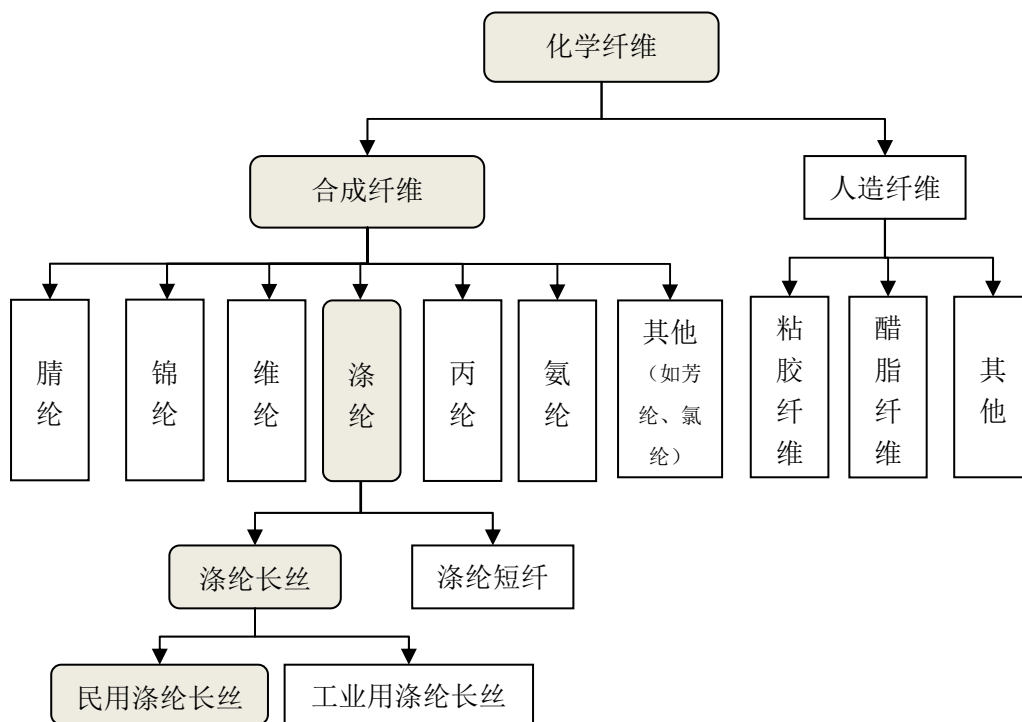 化学纤维
合成纤维
人造纤维
腈纶
锦纶
维纶
涤纶
丙纶
氨纶
其他
（如芳
纶、氯
纶）
粘胶纤维
醋脂纤维
其他
涤纶长丝
涤纶短纤
民用涤纶长丝
工业用涤纶长丝